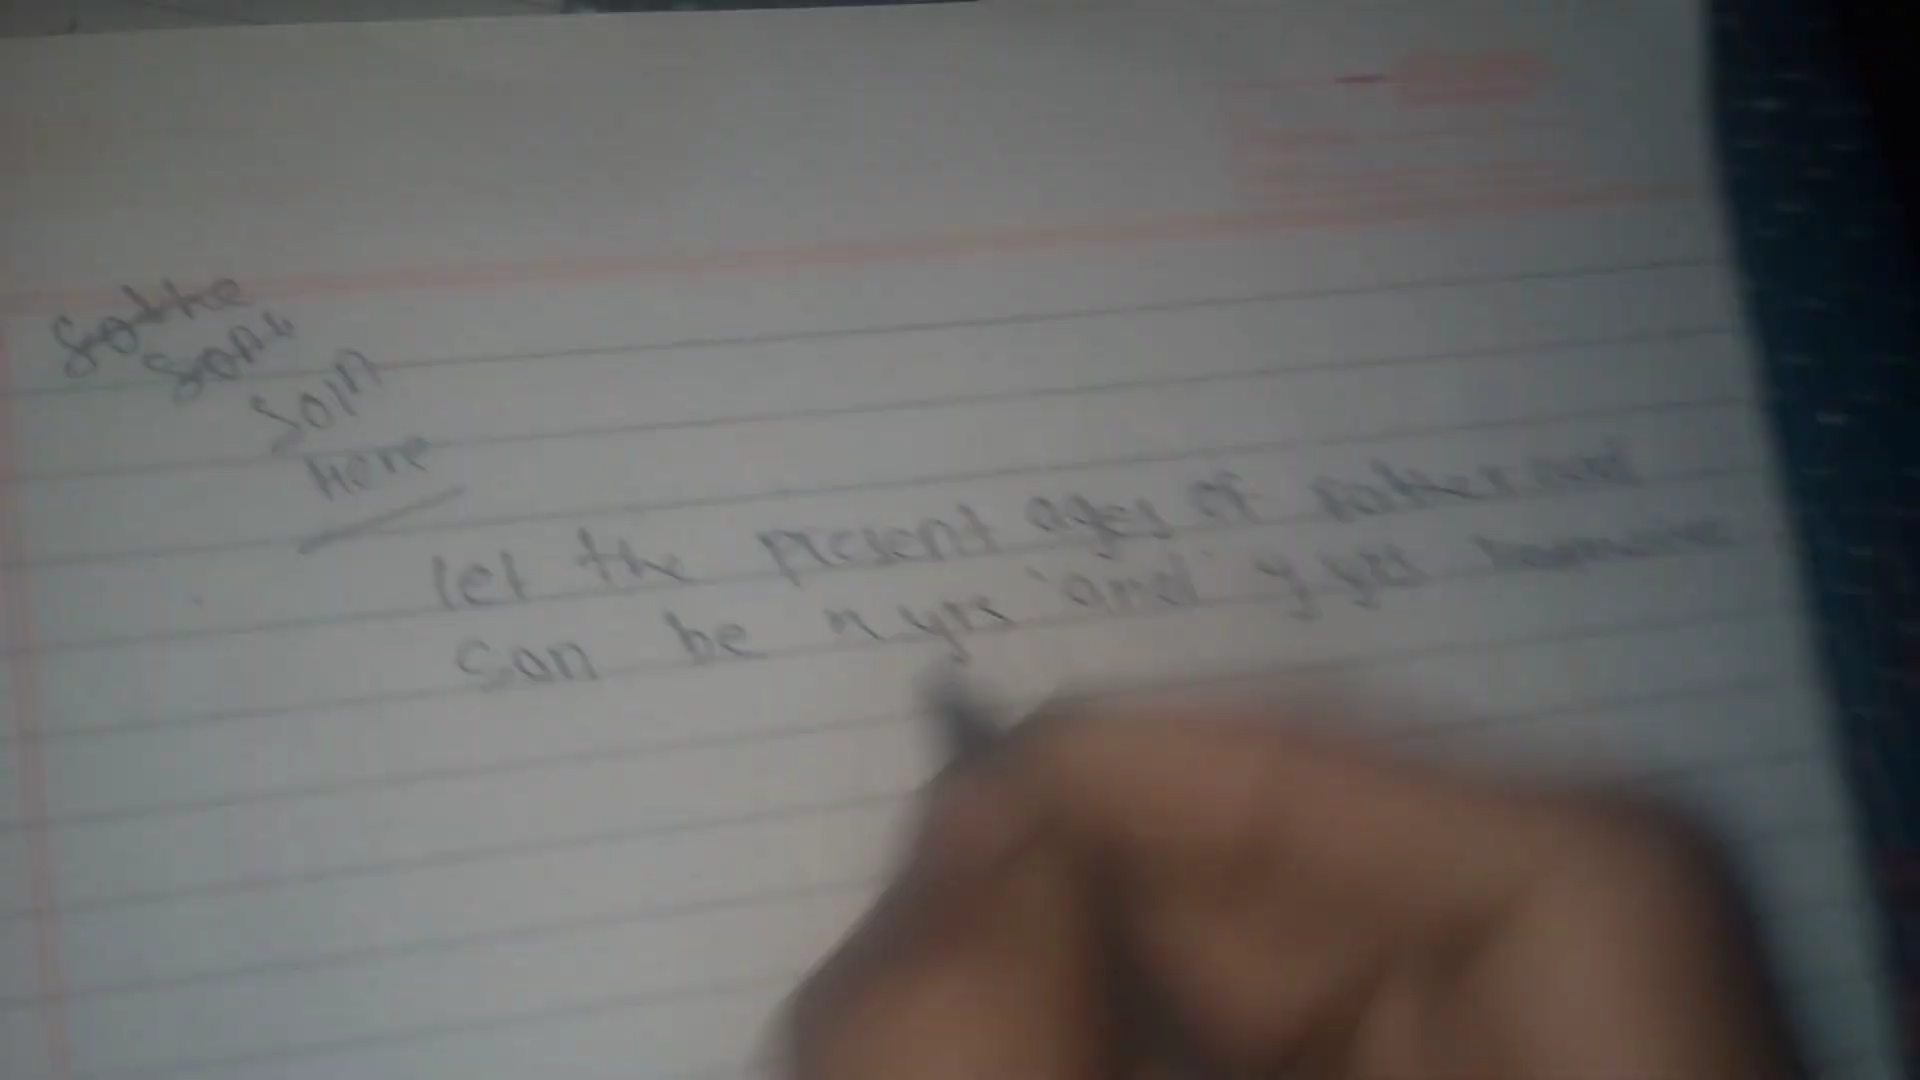 Soln
Here
let the present ages of father and
son be x yrs and y yrs